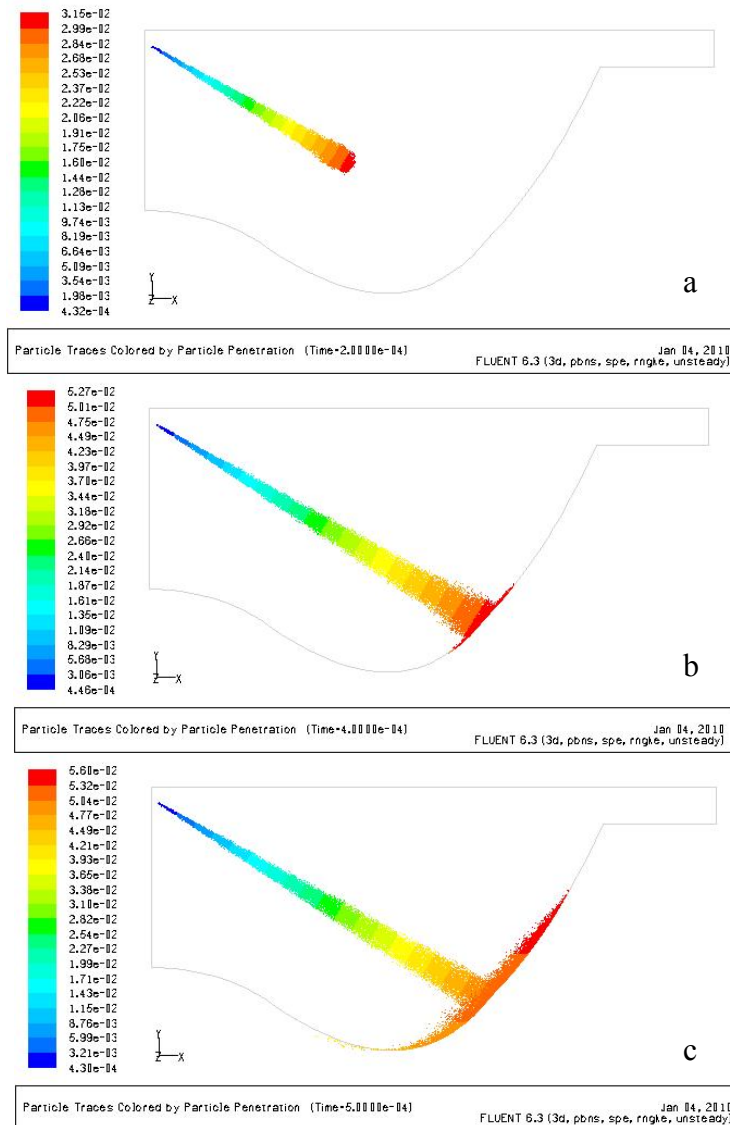 3.15e-02
2.99e-02
2.84e-02
2.68e-02
2.53e-02
2.37e-02
2.22e-02
2.06e-02
1.91e-02
1.75e-02
1.60e-02
1.44e-02
1.28e-02
1.13e-02
9.74e-03
8.19e-03
6.64e-03
5.09e-03
3.54e-03
1.98e-03
4.32e-04
Y
Z X
a
Particle Traces Colored by Particle Penetration (Time=2.0000e-04) Jan 04, 2010
FLUENT 6.3 (3d, pbns, spe, rngke, unsteady)
5.27e-02
5.01e-02
4.75e-02
4.49e-02
4.23e-02
3.97e-02
3.70e-02
3.44e-02
3.18e-02
2.92e-02
2.66e-02
2.40e-02
2.14e-02
1.87e-02
1.61e-02
1.35e-02
1.09e-02
8.29e-03
5.68e-03
3.06e-03
4.46e-04
Y
Z X
b
Particle Traces Colored by Particle Penetration (Time=4.0000e-04) Jan 04, 2010
FLUENT 6.3 (3d, pbns, spe, rngke, unsteady)
5.60e-02
5.32e-02
5.04e-02
4.77e-02
4.49e-02
4.21e-02
3.93e-02
3.65e-02
3.38e-02
3.10e-02
2.82e-02
2.54e-02
2.27e-02
1.99e-02
1.71e-02
1.43e-02
1.15e-02
8.76e-03
5.99e-03
3.21e-03
4.30e-04
Y
Z X
c
Particle Traces Colored by Particle Penetration (Time=5.0000e-04) Jan 04, 2010
FLUENT 6.3 (3d, pbns, spe, rngke, unsteady)